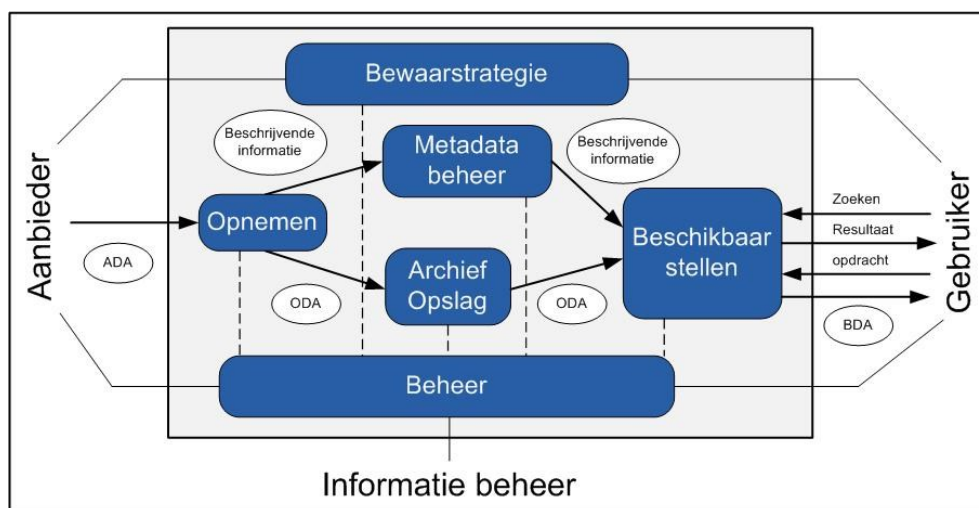 Bewaarstrategie
Beschrijvende
informatie
Metadata
beheer
Beschrijvende
informatie
Aanbieder
ADA
Opnemen
Archief
Opslag
ODA
ODA
Beschikbaar
stellen
Zoeken
Resultaat
opdracht
BDA
Gebruiker
Beheer
Informatie beheer